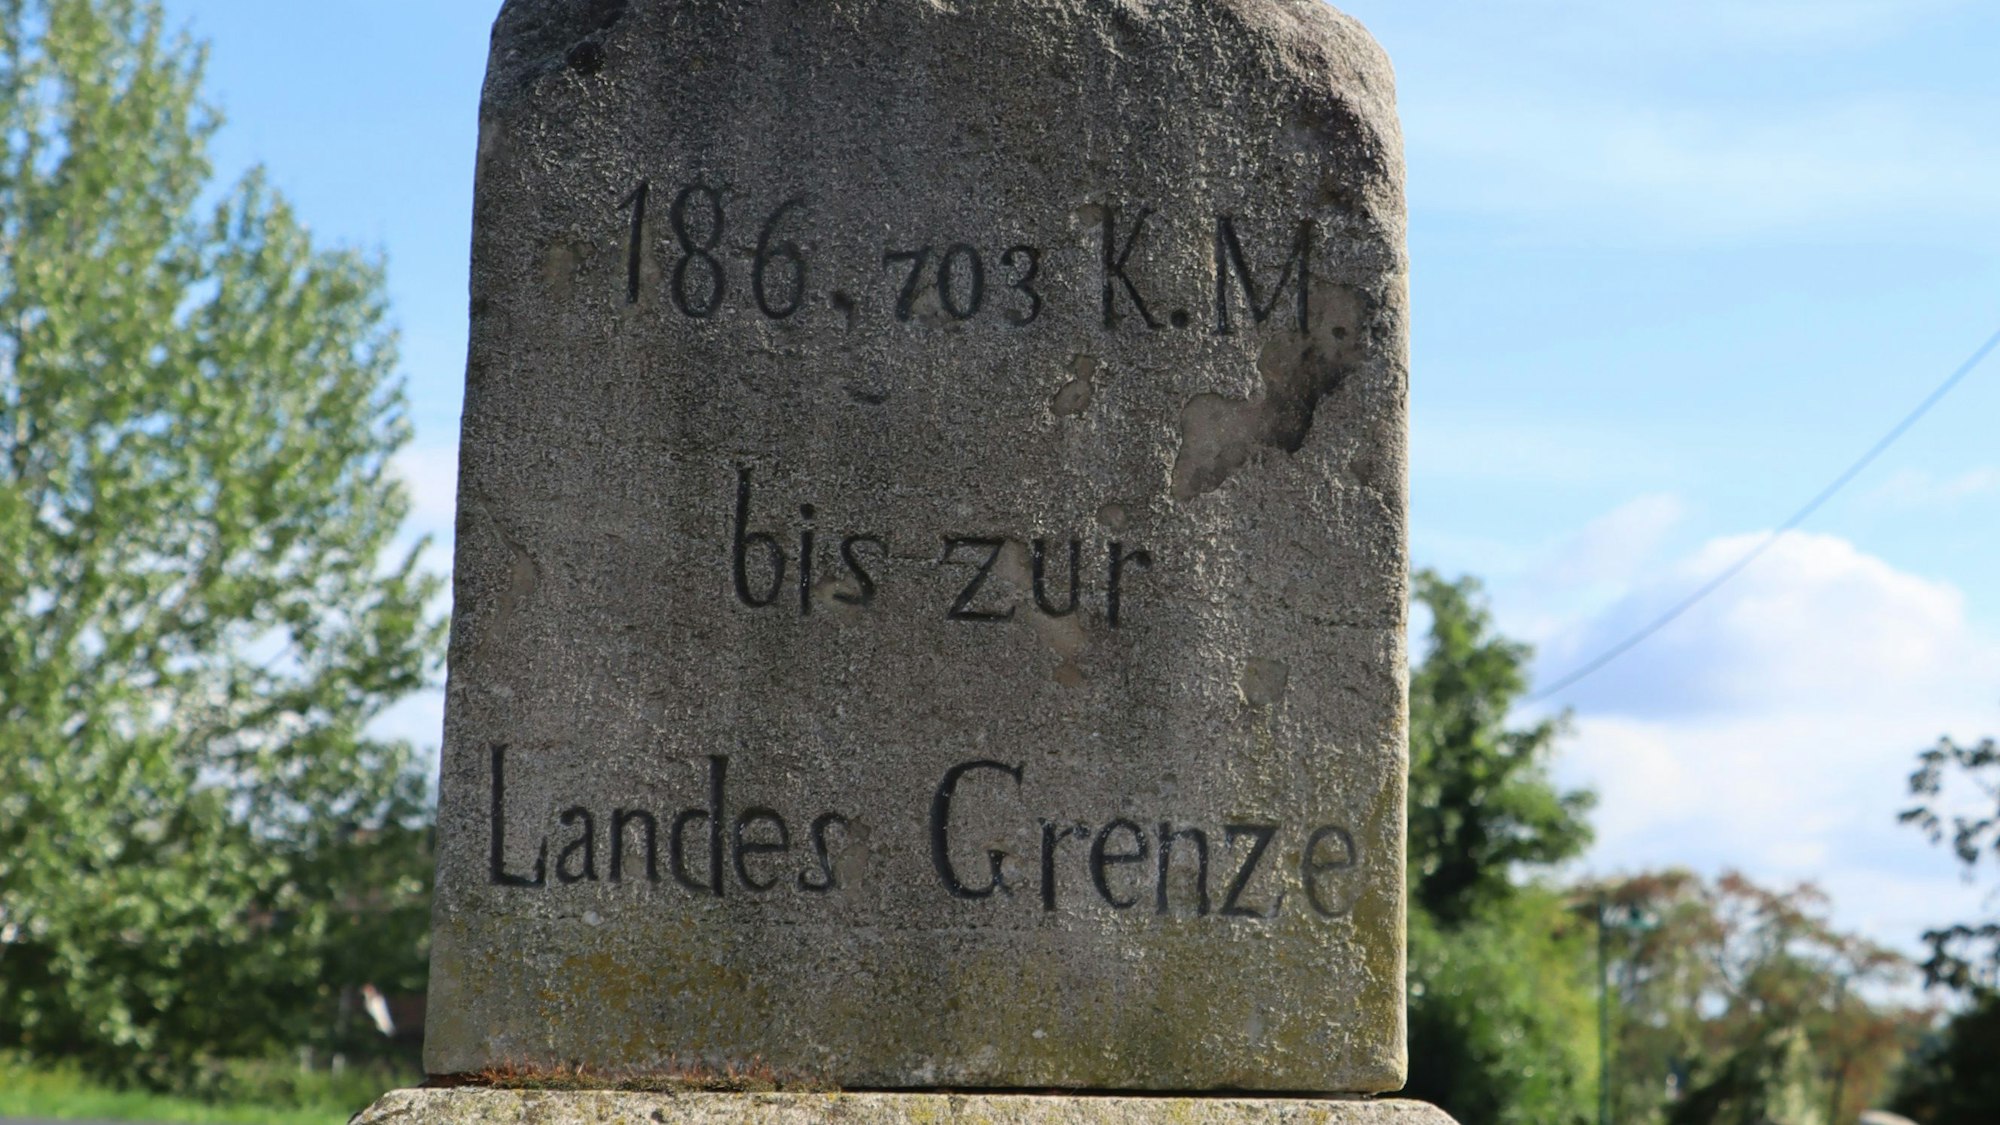 186,703 K.M.
bis zur
Landes Grenze